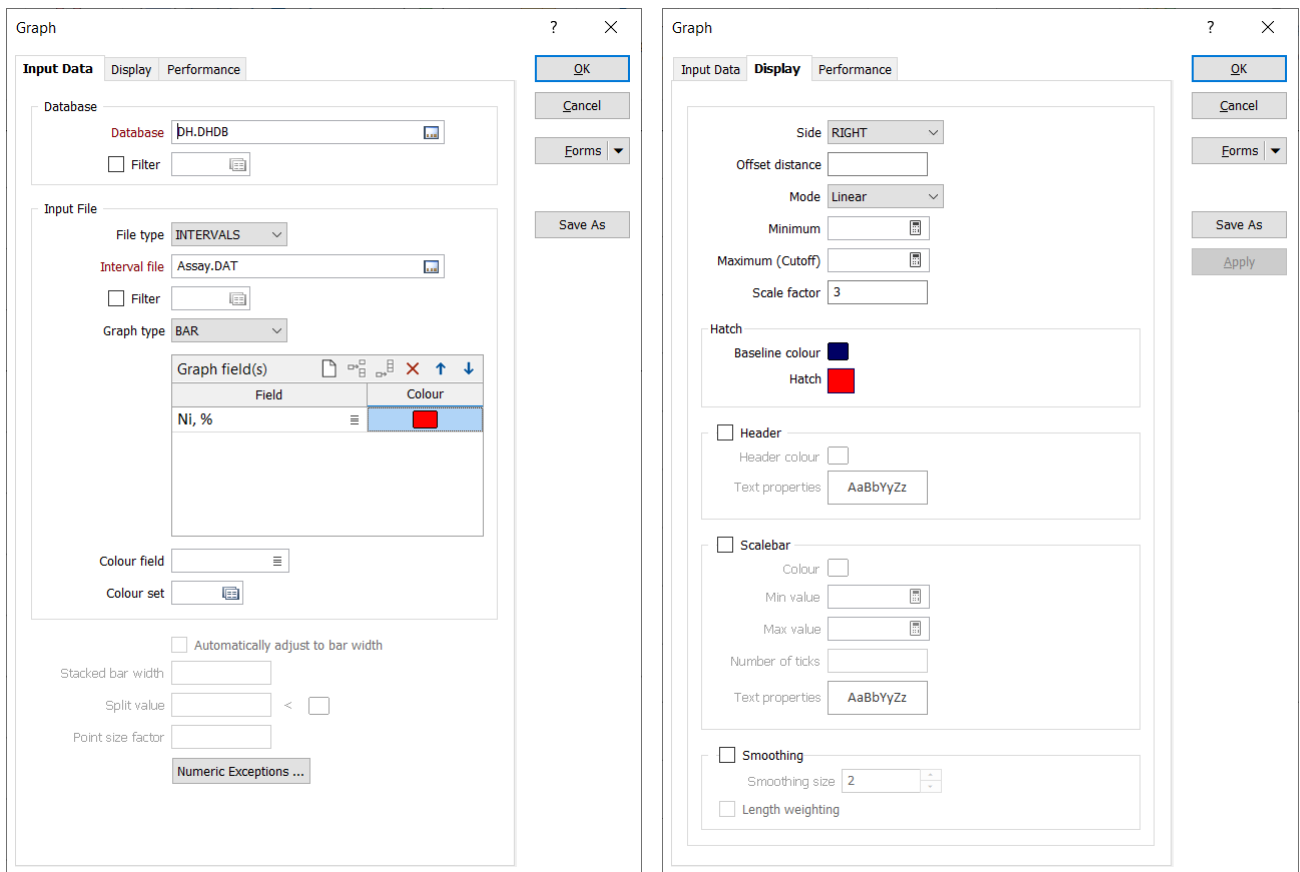 Graph
?
Input Data Display Performance
OK
Cancel
Forms
Save As
Database
Database DH.DHDB
Filter
Input File
File type INTERVALS
Interval file Assay.DAT
Filter
Graph type BAR
Graph field(s)
Field Colour
Ni, %
Colour field
Colour set
Automatically adjust to bar width
Stacked bar width
Split value <
Point size factor
Numeric Exceptions ...
Graph
?
Input Data Display Performance
OK
Cancel
Forms
Save As
Apply
Side RIGHT
Offset distance
Mode Linear
Minimum
Maximum (Cutoff)
Scale factor 3
Hatch
Baseline colour
Hatch
Header
Header colour
Text properties AaBbYyZz
Scalebar
Colour
Min value
Max value
Number of ticks
Text properties AaBbYyZz
Smoothing
Smoothing size 2
Length weighting